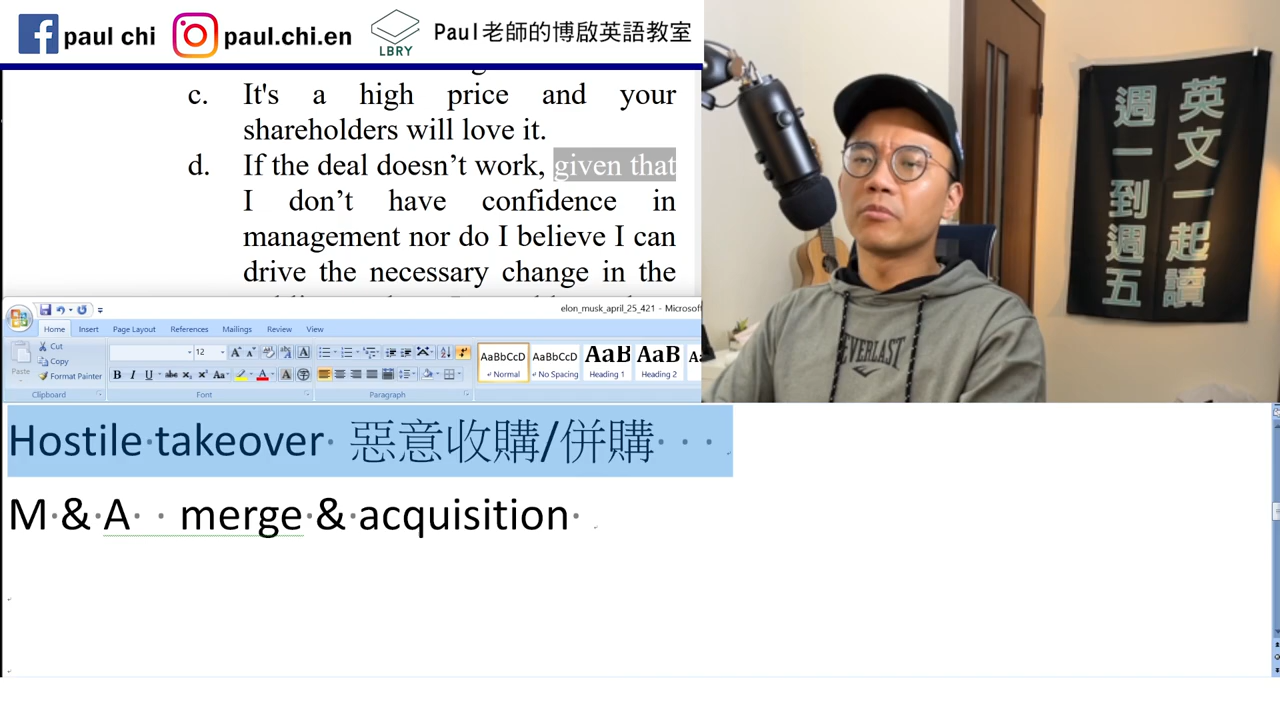 paul chi
paul.chi.en
LBRY
Paul老師的博啟英語教室
c. It's a high price and your
shareholders will love it.
d. If the deal doesn’t work, given that
I don’t have confidence in
management nor do I believe I can
drive the necessary change in the
elon_musk_april_25_421 - Microsoft
Home Insert Page Layout References Mailings Review View
Paste
Cut
Copy
Format Painter
Clipboard
12
Font
Paragraph
AaBbCcD
Normal
AaBbCcD
No Spacing
AaB
Heading 1
AaB
Heading 2
英文一起讀
週一到週五
EVERLAST
Hostile takeover 惡意收購/併購
M & A merge & acquisition